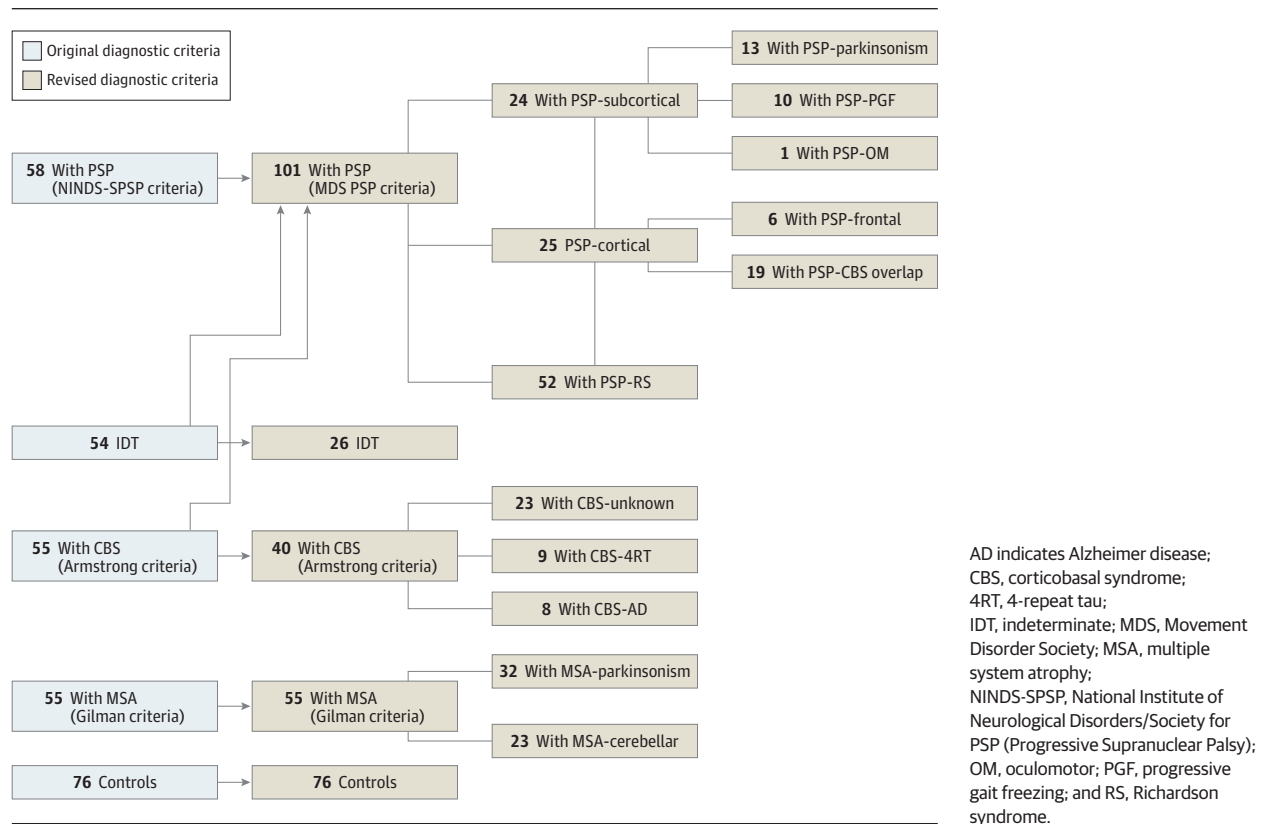 Original diagnostic criteria
Revised diagnostic criteria
58 With PSP
(NINDS-SPSP criteria)
101 With PSP
(MDS PSP criteria)
24 With PSP-subcortical
13 With PSP-parkinsonism
10 With PSP-PGF
1 With PSP-OM
25 PSP-cortical
6 With PSP-frontal
19 With PSP-CBS overlap
52 With PSP-RS
54 IDT
26 IDT
55 With CBS
(Armstrong criteria)
40 With CBS
(Armstrong criteria)
23 With CBS-unknown
9 With CBS-4RT
8 With CBS-AD
55 With MSA
(Gilman criteria)
55 With MSA
(Gilman criteria)
32 With MSA-parkinsonism
23 With MSA-cerebellar
76 Controls
76 Controls
AD indicates Alzheimer disease;
CBS, corticobasal syndrome;
4RT, 4-repeat tau;
IDT, indeterminate; MDS, Movement
Disorder Society; MSA, multiple
system atrophy;
NINDS-SPSP, National Institute of
Neurological Disorders/Society for
PSP (Progressive Supranuclear Palsy);
OM, oculomotor; PGF, progressive
gait freezing; and RS, Richardson
syndrome.